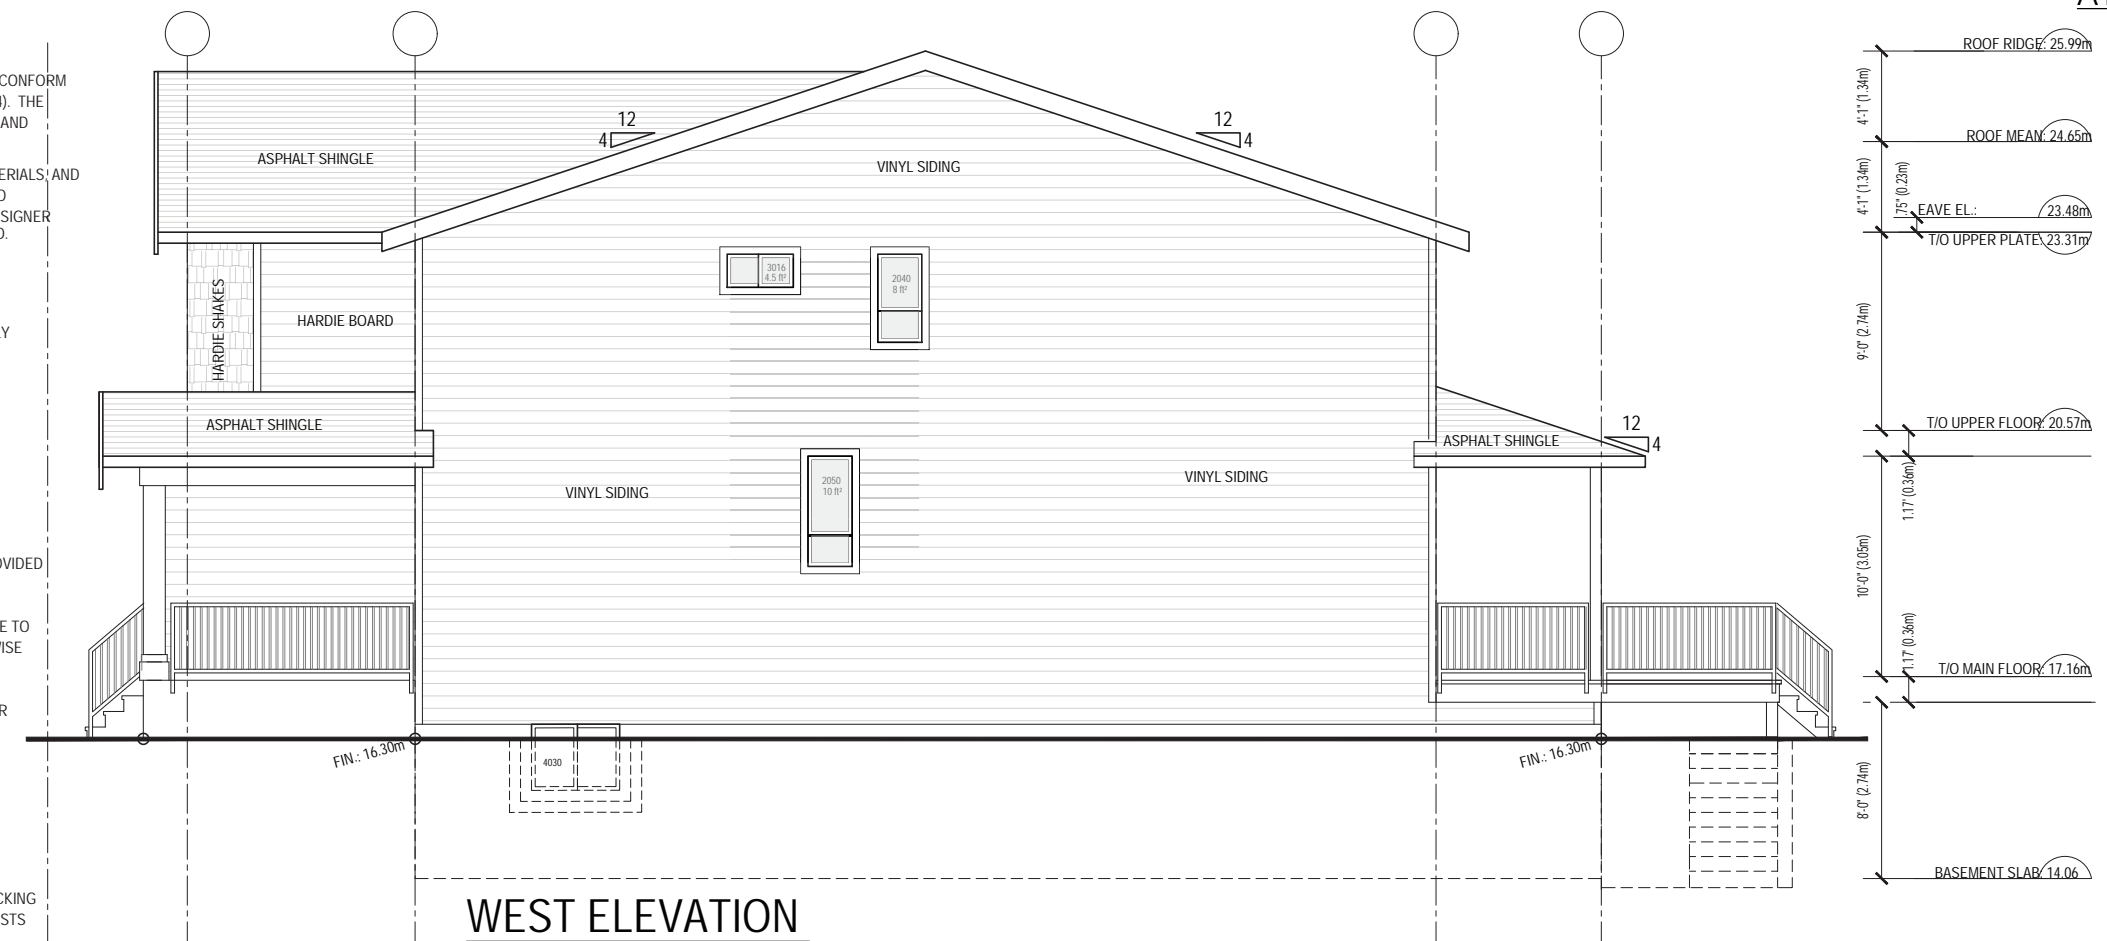 CONFORM
4). THE
AND
ERIALS, AND
SIGNER
OVIDED
E TO
WISE
CKING
STS
12
4
12
4
ASPHALT SHINGLE
VINYL SIDING
3016
4.5 ft²
2040
8 ft²
HARDIE SHAKES
HARDIE BOARD
ASPHALT SHINGLE
2050
10 ft²
VINYL SIDING
VINYL SIDING
ASPHALT SHINGLE
12
4
FIN.: 16.30m
4030
FIN.: 16.30m
WEST ELEVATION
ROOF RIDGE: 25.99m
4'-1" (1.34m)
ROOF MEAN: 24.65m
4'-1" (1.34m)
.75" (0.23m)
EAVE EL.: 23.48m
T/O UPPER PLATE: 23.31m
9'-0" (2.74m)
T/O UPPER FLOOR: 20.57m
1.17' (0.36m)
10'-0" (3.05m)
1.17' (0.36m)
T/O MAIN FLOOR: 17.16m
8'-0" (2.74m)
BASEMENT SLAB: 14.06